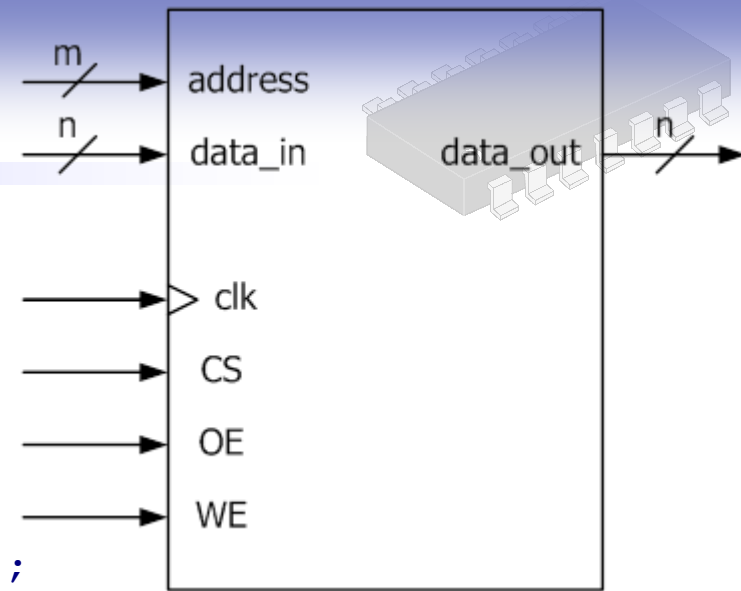 m
address
n
data_in
data_out
n
clk
CS
OE
WE
;